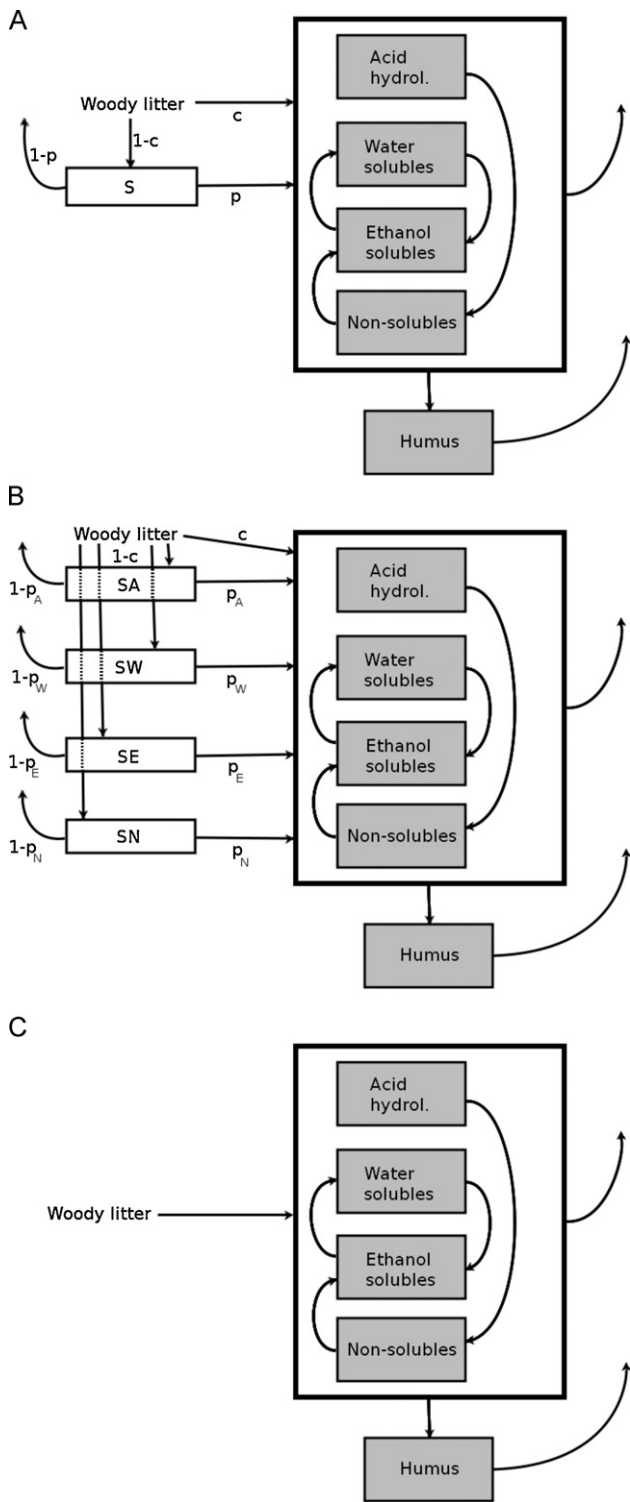 A
Acid
hydrol.
Woody litter
c
1-c
1-p
Water
solubles
S
p
Ethanol
solubles
Non-solubles
Humus
B
Woody litter
c
1-c
Acid
hydrol.
1-pA
SA
pA
Water
solubles
1-pW
SW
pW
Ethanol
solubles
1-pE
SE
pE
Non-solubles
1-pN
SN
pN
Humus
C
Acid
hydrol.
Water
solubles
Woody litter
Ethanol
solubles
Non-solubles
Humus